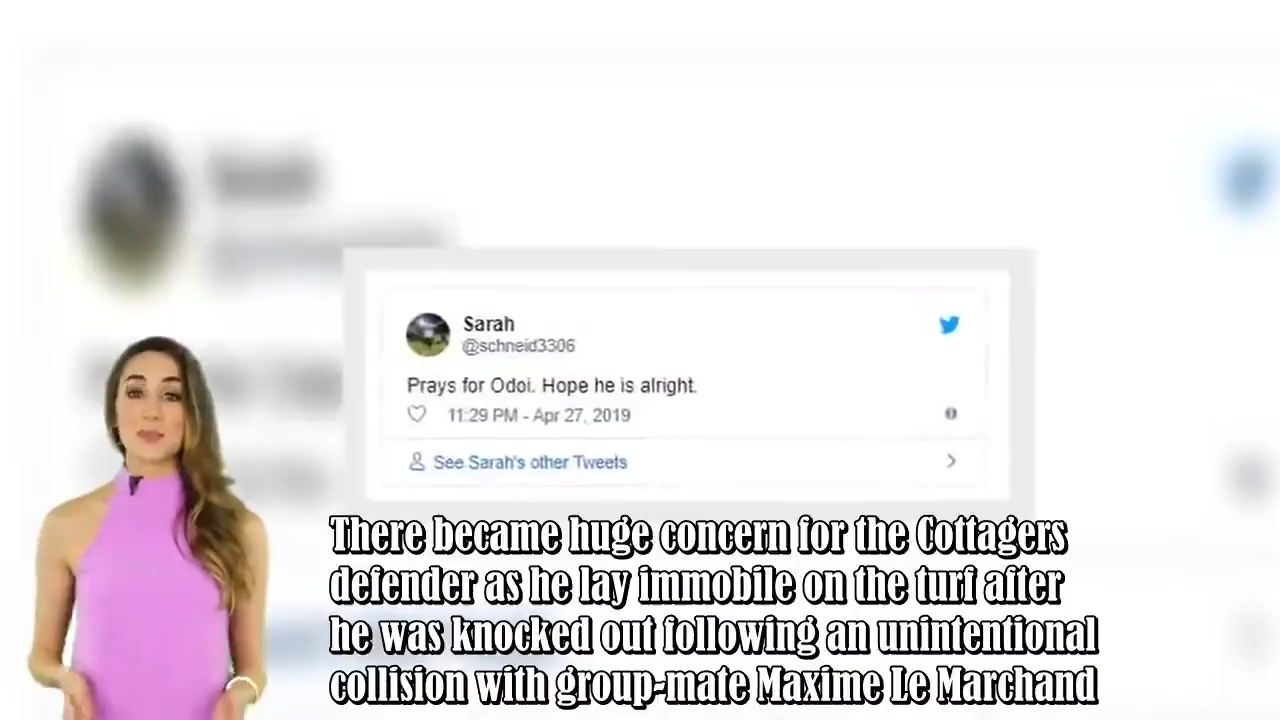 Sarah
@schneid3306
Prays for Odoi. Hope he is alright.
11:29 PM - Apr 27, 2019
See Sarah's other Tweets
There became huge concern for the Cottagers
defender as he lay immobile on the turf after
he was knocked out following an unintentional
collision with group-mate Maxime Le Marchand